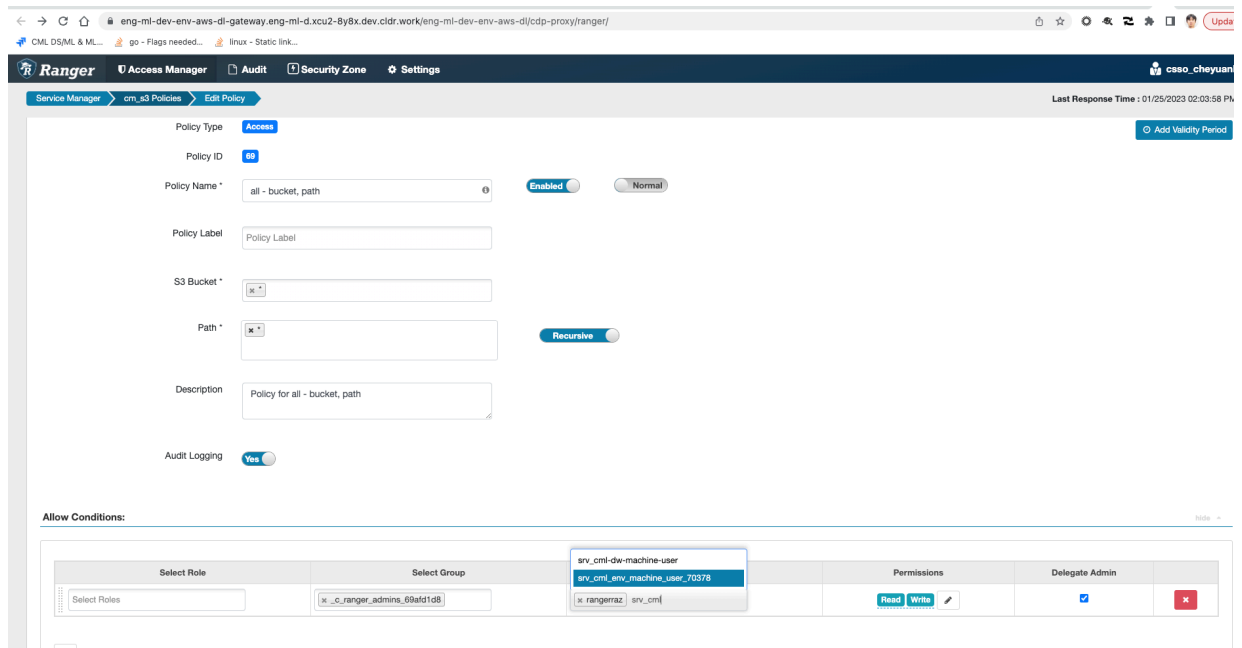 eng-ml-dev-env-aws-dl-gateway.eng-ml-d.xcu2-8y8x.dev.cldr.work/eng-ml-dev-env-aws-dl/cdp-proxy/ranger/
Upda
CML DS/ML & ML... go - Flags needed... linux - Static link...
Ranger Access Manager Audit Security Zone Settings csso_cheyuanl
Service Manager cm_s3 Policies Edit Policy Last Response Time : 01/25/2023 02:03:58 PM
Policy Type Access Add Validity Period
Policy ID 69
Policy Name * all - bucket, path Enabled Normal
Policy Label Policy Label
S3 Bucket * × *
Path * × * Recursive
Description Policy for all - bucket, path
Audit Logging Yes
Allow Conditions: hide
srv_cml-dw-machine-user
Select Role Select Group srv_cml_env_machine_user_70378 Permissions Delegate Admin
Select Roles × _c_ranger_admins_69afd1d8 × rangerraz srv_cml Read Write ×